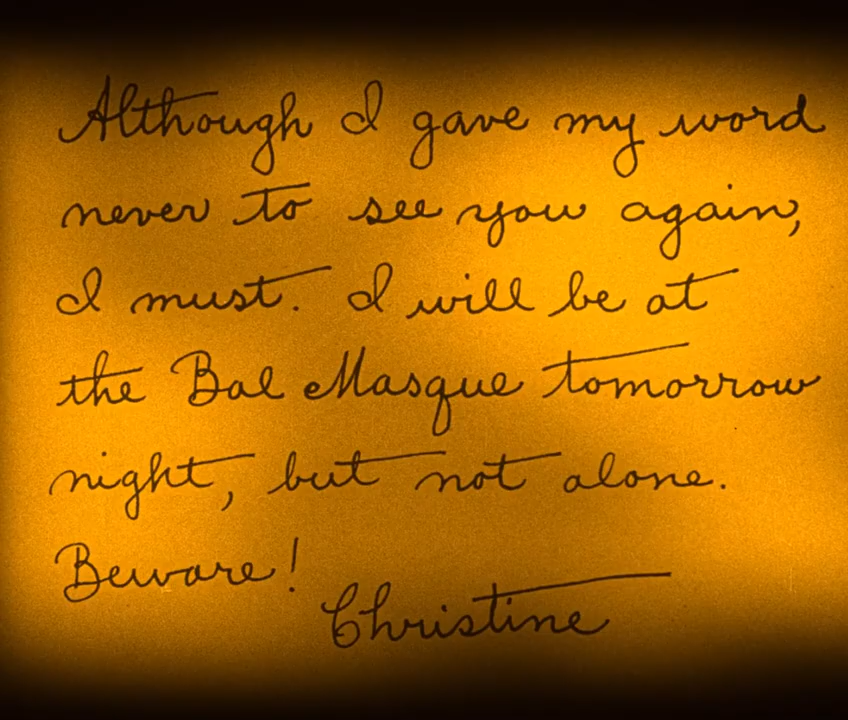 Although I gave my word
never to see you again,
I must. I will be at
the Bal Masque tomorrow
night, but not alone.
Beware!
Christine